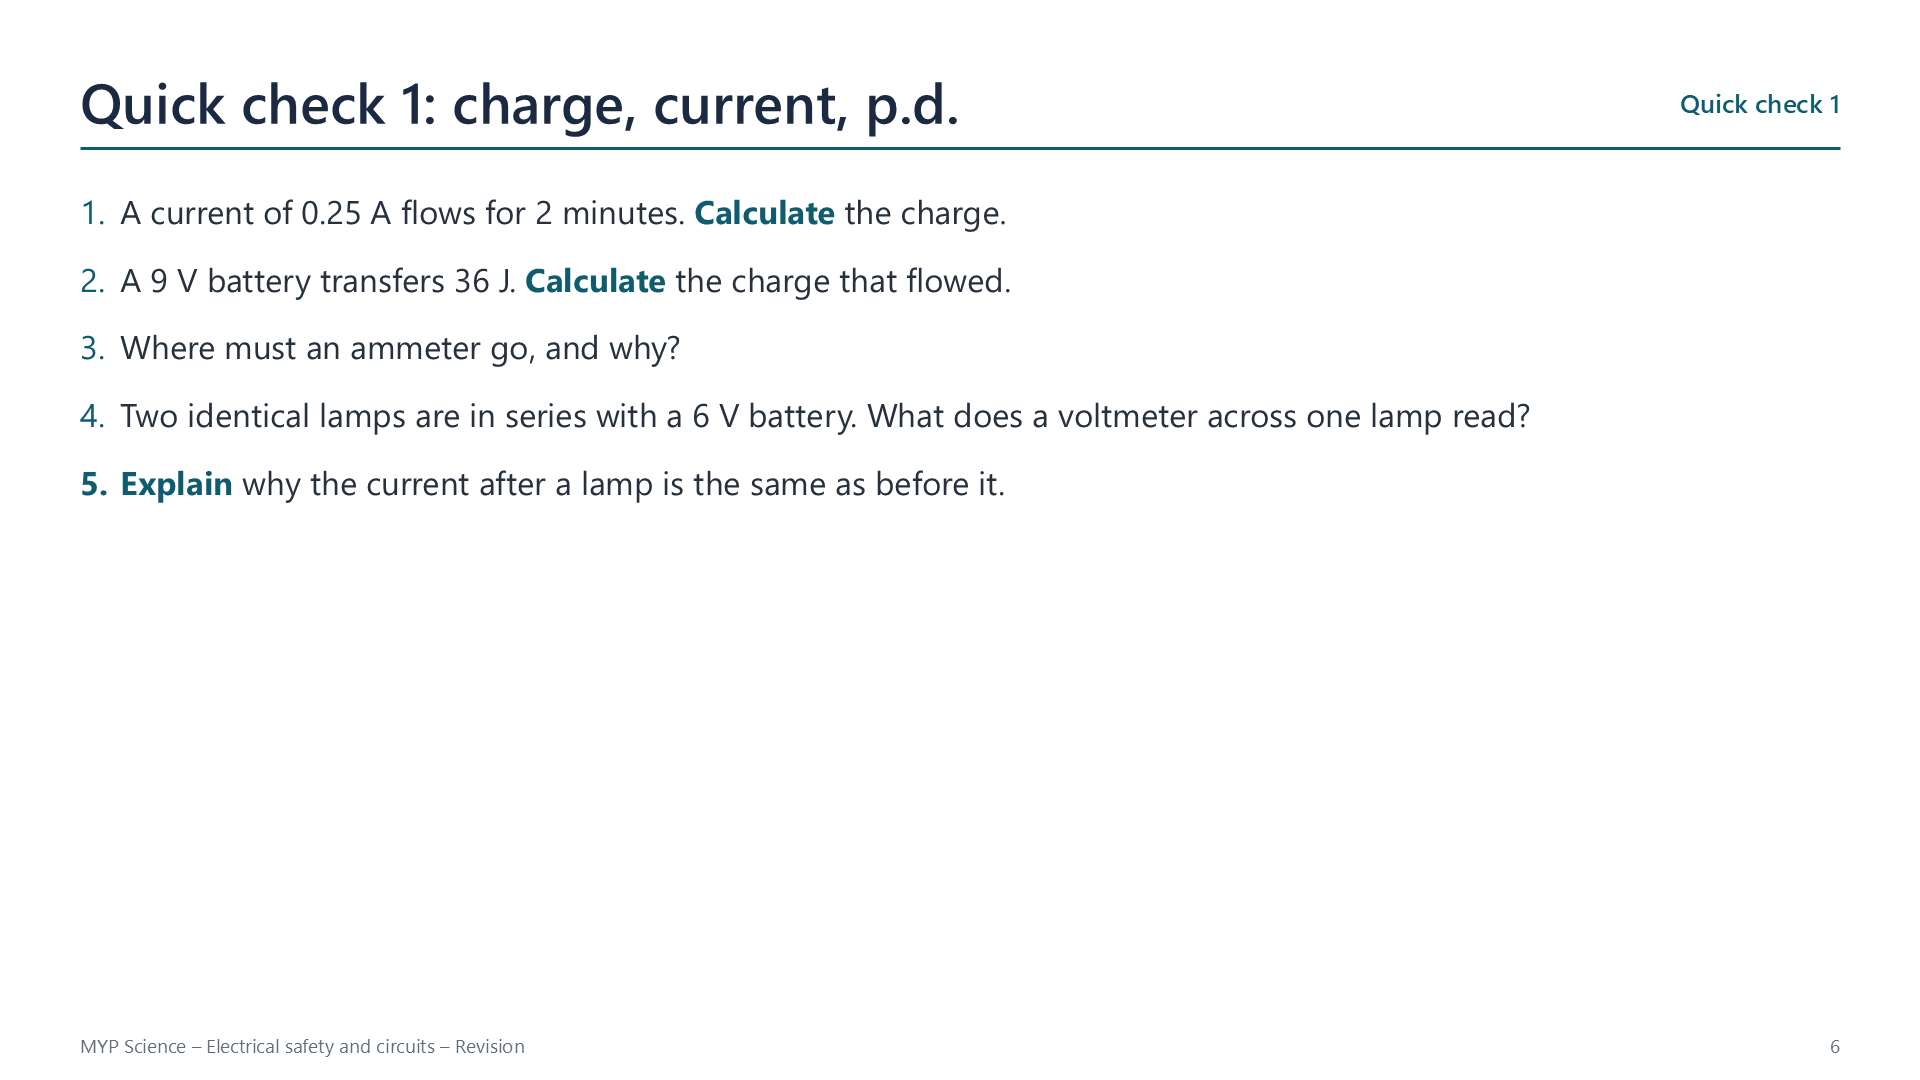 Quick check 1: charge, current, p.d.
Quick check 1
1. A current of 0.25 A flows for 2 minutes. Calculate the charge.
2. A 9 V battery transfers 36 J. Calculate the charge that flowed.
3. Where must an ammeter go, and why?
4. Two identical lamps are in series with a 6 V battery. What does a voltmeter across one lamp read?
5. Explain why the current after a lamp is the same as before it.
MYP Science – Electrical safety and circuits – Revision
6